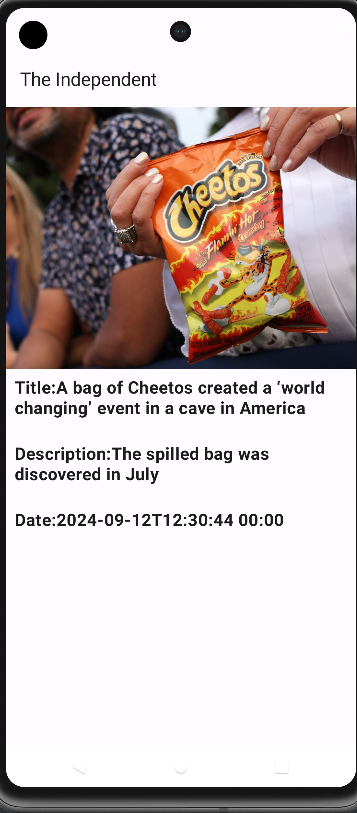 The Independent
Cheetos
Flamin' Hot
Title:A bag of Cheetos created a ‘world
changing’ event in a cave in America
Description:The spilled bag was
discovered in July
Date:2024-09-12T12:30:44 00:00